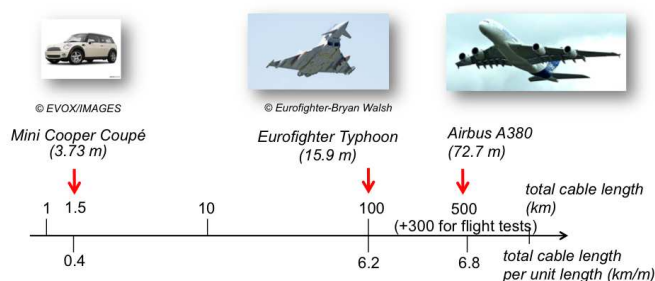 © EVOX/IMAGES
© Eurofighter-Bryan Walsh
Mini Cooper Coupé
(3.73 m)
Eurofighter Typhoon
(15.9 m)
Airbus A380
(72.7 m)
total cable length
(km)
1 1.5 10 100 500
(+300 for flight tests)
0.4 6.2 6.8
total cable length
per unit length (km/m)